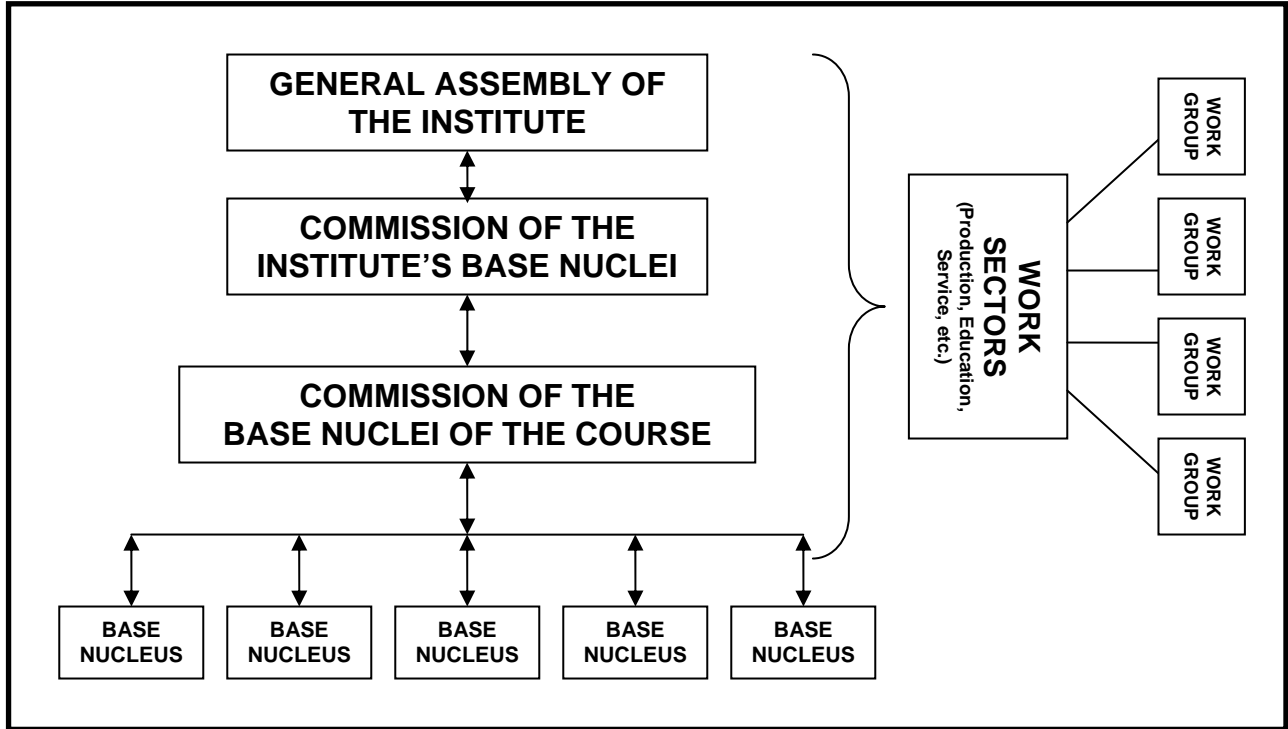 GENERAL ASSEMBLY OF
THE INSTITUTE
COMMISSION OF THE
INSTITUTE’S BASE NUCLEI
COMMISSION OF THE
BASE NUCLEI OF THE COURSE
BASE
NUCLEUS
BASE
NUCLEUS
BASE
NUCLEUS
BASE
NUCLEUS
BASE
NUCLEUS
WORK
SECTORS
(Production, Education,
Service, etc.)
WORK
GROUP
WORK
GROUP
WORK
GROUP
WORK
GROUP